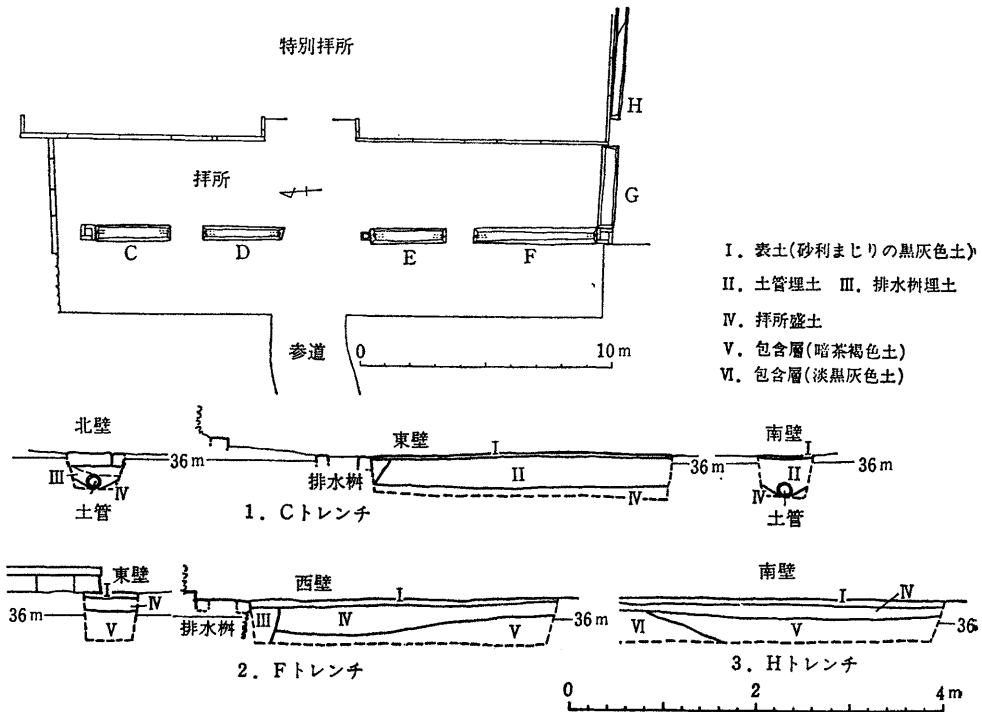 特別拝所
H
拝所
G
C D E F
参道
0 10m
I. 表土(砂利まじりの黒灰色土)
II. 土管埋土 III. 排水桝埋土
IV. 拝所盛土
V. 包含層(暗茶褐色土)
VI. 包含層(淡黒灰色土)
北壁 東壁 南壁
I I
36m 36m 36m
III II II
排水桝
IV IV IV
土管 土管
1. Cトレンチ
東壁 西壁 南壁
I I I IV
36m IV 36m 36
排水桝 III IV
V V VI V
2. Fトレンチ 3. Hトレンチ
0 2 4m